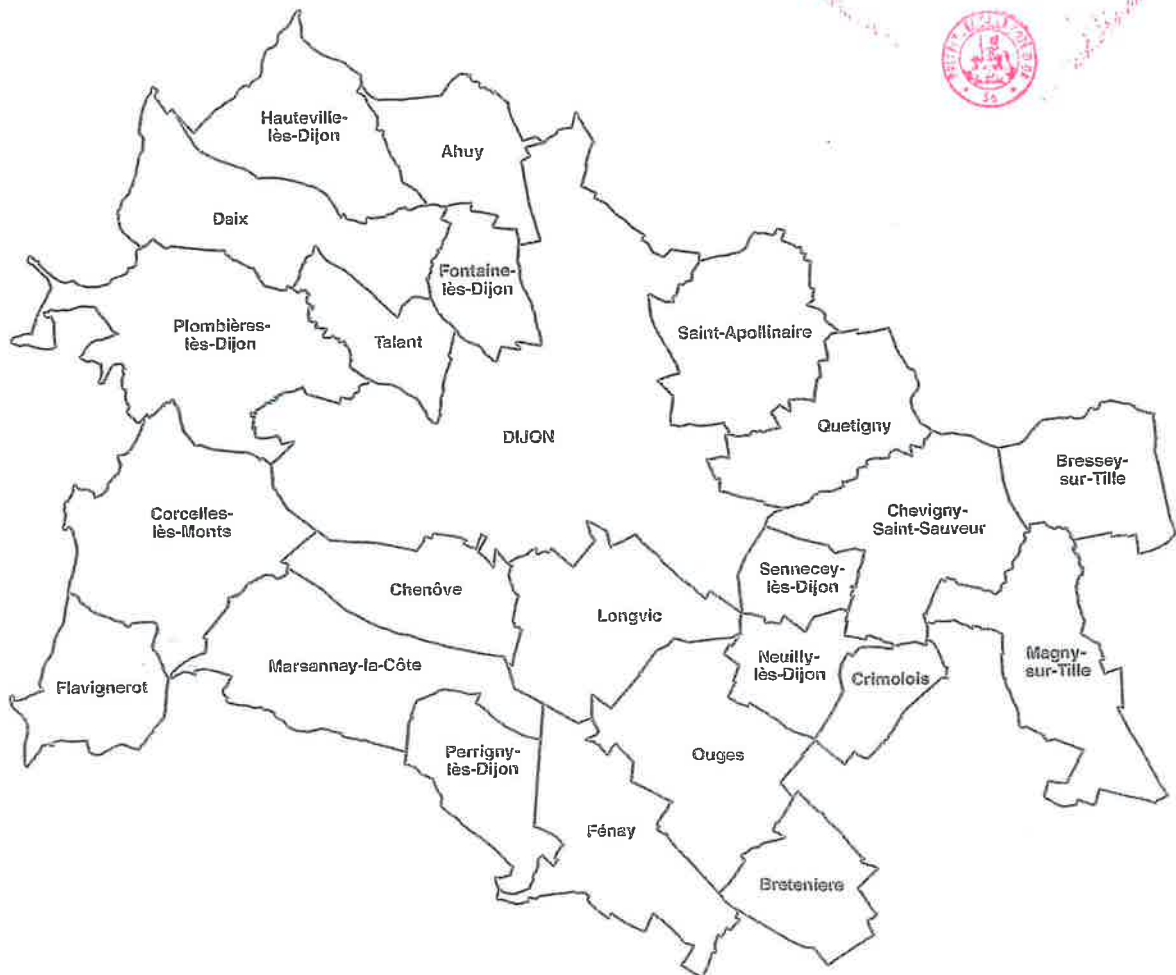 Hauteville-
lès-Dijon
Ahuy
Daix
Fontaine-
lès-Dijon
Plombières-
lès-Dijon
Talant
Saint-Apollinaire
DIJON
Quetigny
Bressey-
sur-Tille
Corcelles-
lès-Monts
Chevigny-
Saint-Sauveur
Chenôve
Longvic
Sennecey-
lès-Dijon
Marsannay-la-Côte
Neuilly-
lès-Dijon
Crimolois
Magny-
sur-Tille
Flavignerot
Perrigny-
lès-Dijon
Ouges
Fénay
Breteniere